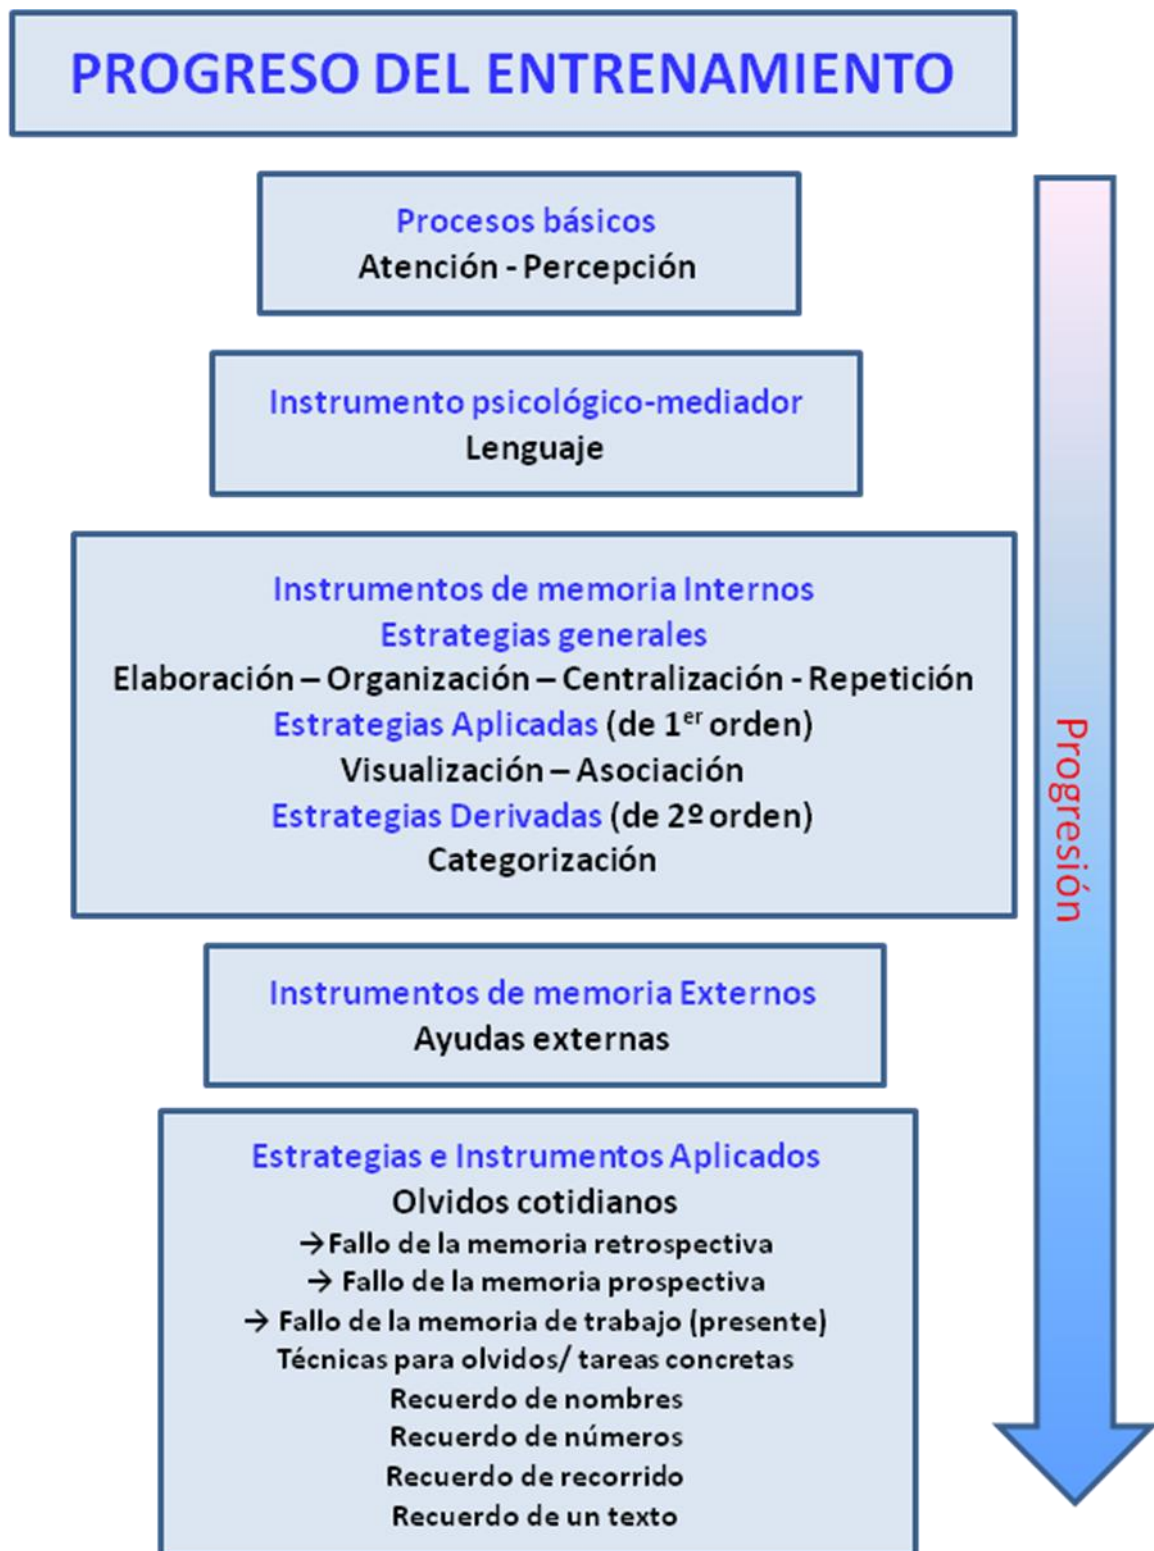 PROGRESO DEL ENTRENAMIENTO
Procesos básicos
Atención - Percepción
Instrumento psicológico-mediador
Lenguaje
Instrumentos de memoria Internos
Estrategias generales
Elaboración – Organización – Centralización - Repetición
Estrategias Aplicadas (de 1er orden)
Visualización – Asociación
Estrategias Derivadas (de 2º orden)
Categorización
Instrumentos de memoria Externos
Ayudas externas
Estrategias e Instrumentos Aplicados
Olvidos cotidianos
→Fallo de la memoria retrospectiva
→ Fallo de la memoria prospectiva
→ Fallo de la memoria de trabajo (presente)
Técnicas para olvidos/ tareas concretas
Recuerdo de nombres
Recuerdo de números
Recuerdo de recorrido
Recuerdo de un texto
Progresión